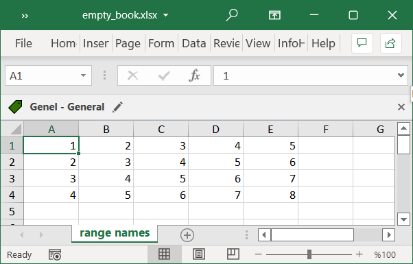 ›› empty_book.xlsx
File Hom Inser Page Form Data Revie View InfoH Help
A1 fx 1
Genel - General
A B C D E F G
1 1 2 3 4 5
2 2 3 4 5 6
3 3 4 5 6 7
4 4 5 6 7 8
5
range names
Ready %100